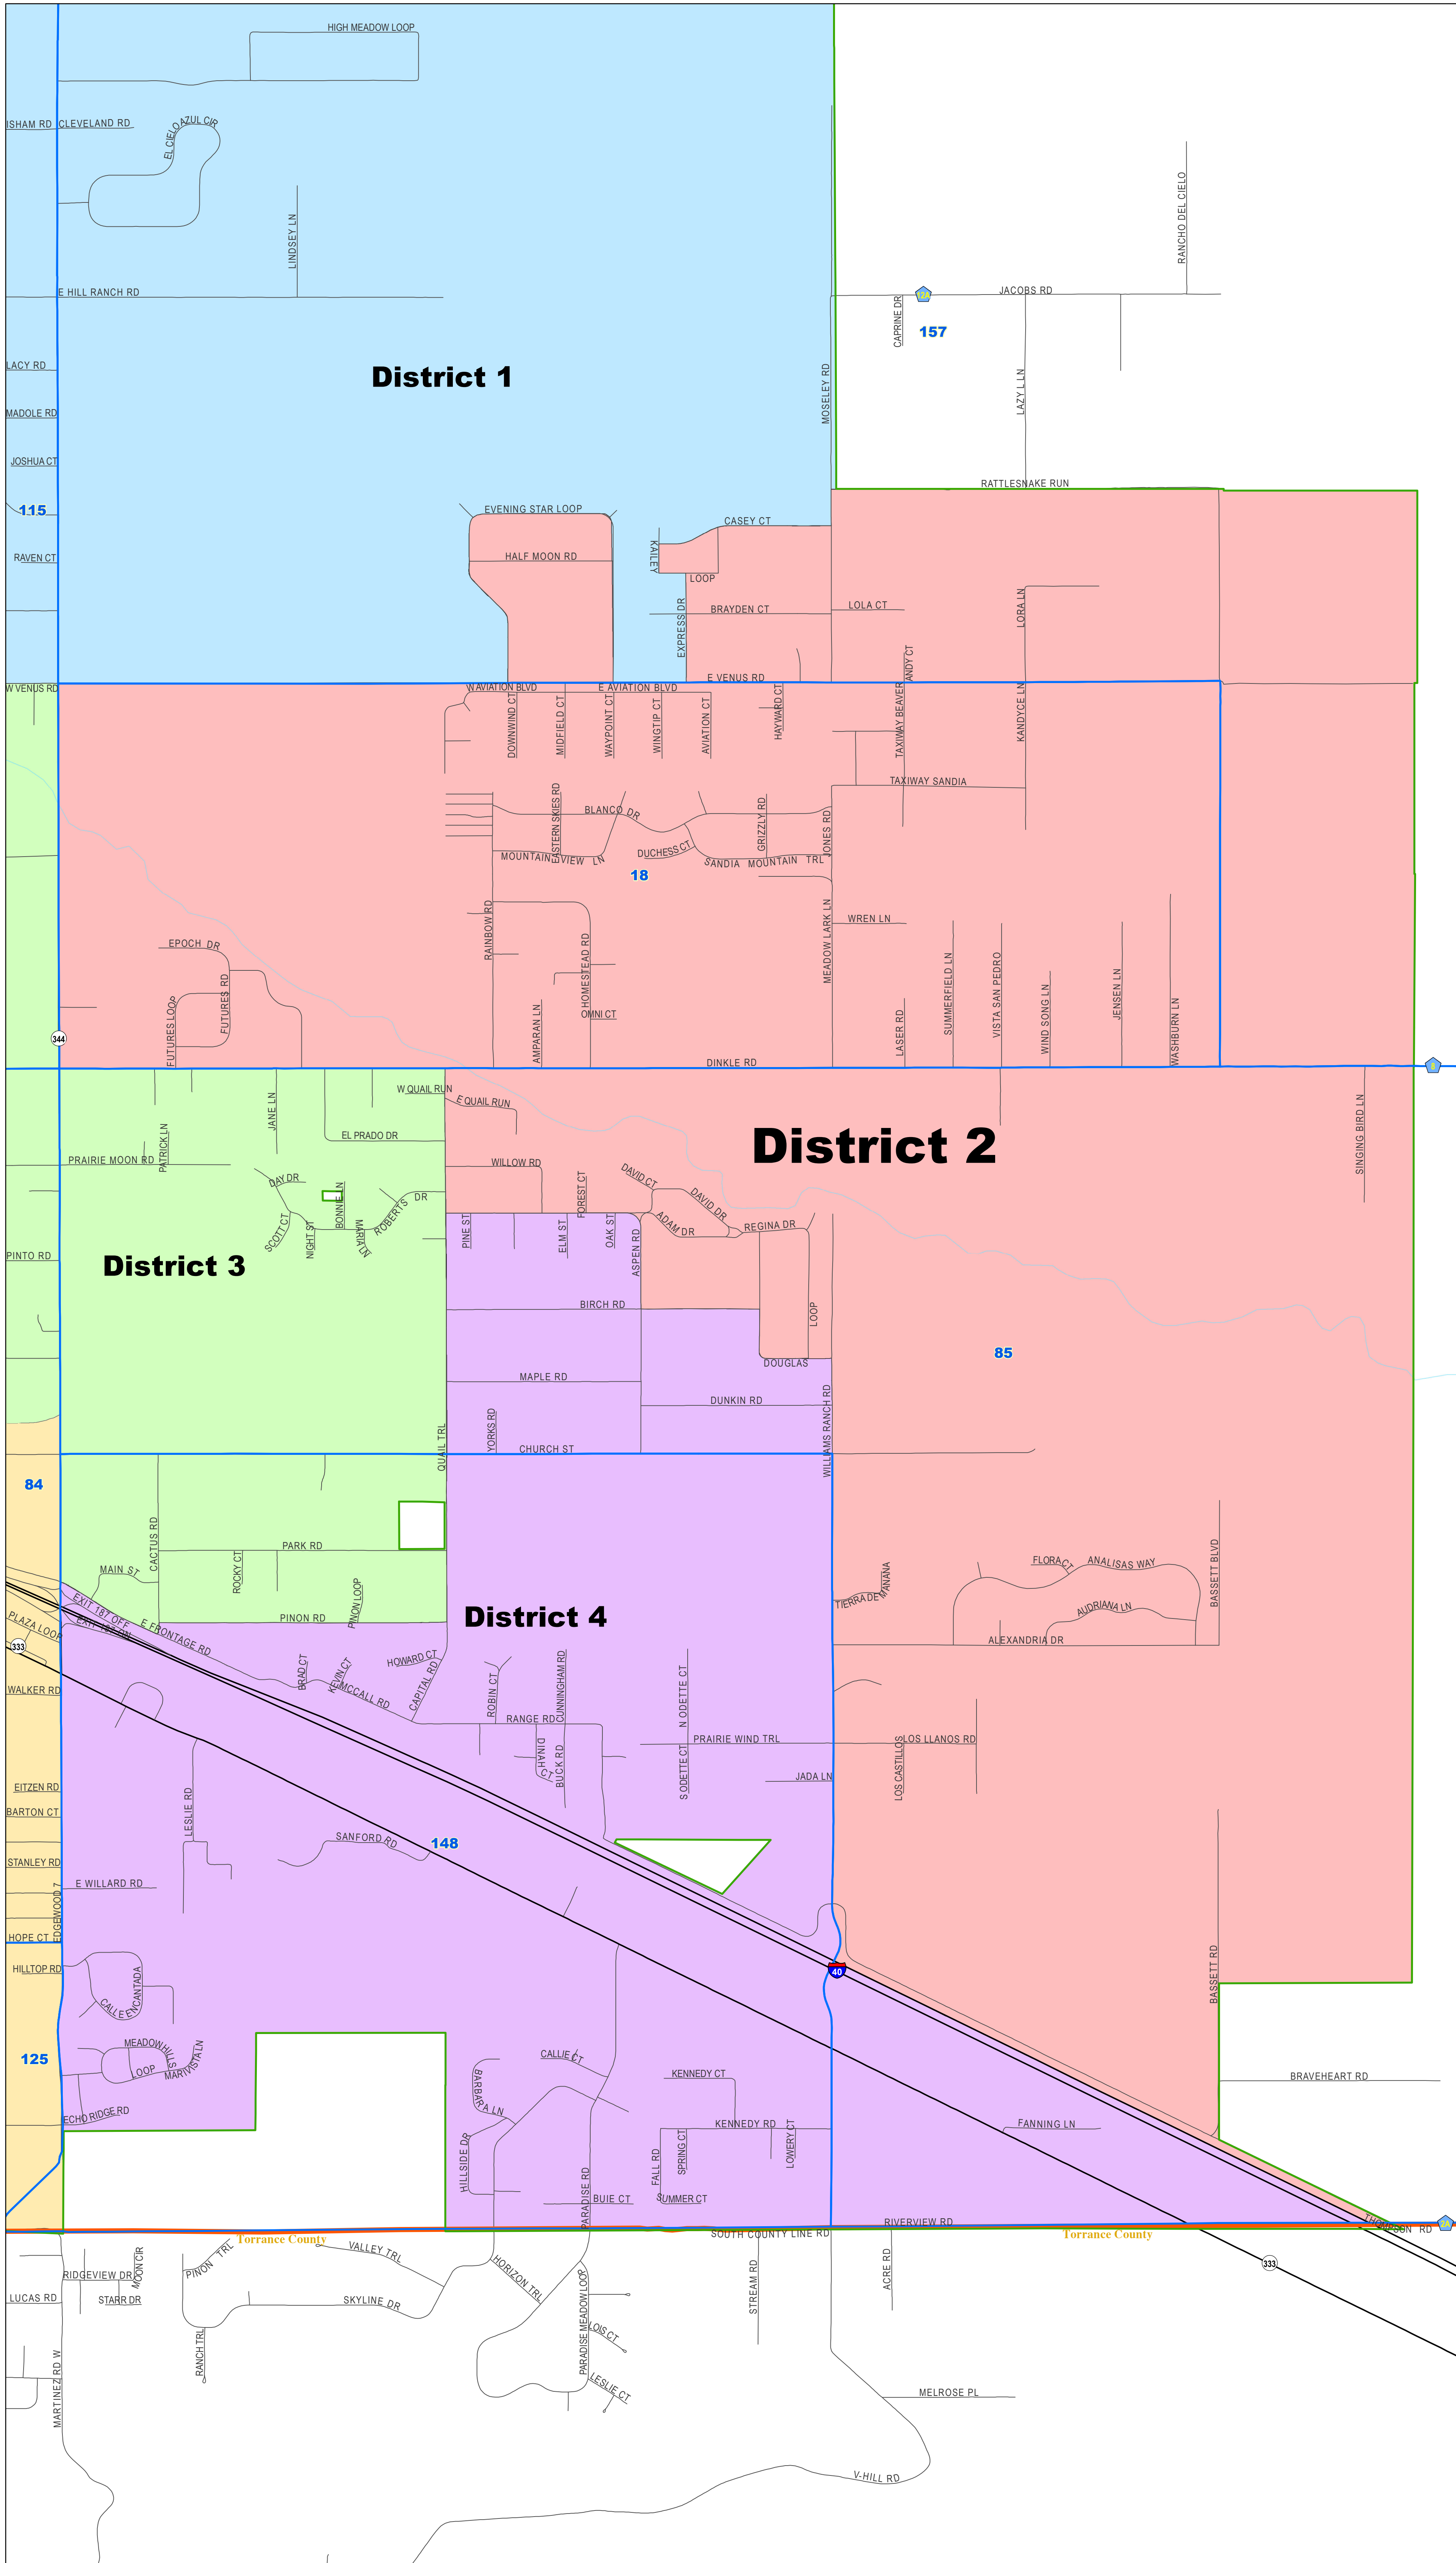 HIGH MEADOW LOOP
ISHAM RD
CLEVELAND RD
EL CIELO AZUL CIR
RANCHO DEL CIELO
LINDSEY LN
E HILL RANCH RD
12A
JACOBS RD
CAPRINE DR
157
LACY RD
District 1
MOSELEY RD
LAZY L LN
MADOLE RD
JOSHUA CT
RATTLESNAKE RUN
115
EVENING STAR LOOP
CASEY CT
RAVEN CT
HALF MOON RD
KAILEY
LOOP
EXPRESS DR
BRAYDEN CT
LOLA CT
LORA LN
W VENUS RD
E VENUS RD
ANDY CT
W AVIATION BLVD
E AVIATION BLVD
DOWNWIND CT
MIDFIELD CT
WAYPOINT CT
WINGTIP CT
AVIATION CT
HAYWARD CT
TAXIWAY BEAVER
KANDYCE LN
TAXIWAY SANDIA
EASTERN SKIES RD
BLANCO DR
GRIZZLY RD
JONES RD
MOUNTAIN VIEW LN
DUCHESS CT
SANDIA MOUNTAIN TRL
18
RAINBOW RD
HOMESTEAD RD
MEADOW LARK LN
WREN LN
EPOCH DR
FUTURES RD
FUTURES LOOP
SUMMERFIELD LN
VISTA SAN PEDRO
WIND SONG LN
JENSEN LN
WASHBURN LN
344
AMPARAN LN
OMNI CT
LASER RD
DINKLE RD
8
W QUAIL RUN
E QUAIL RUN
JANE LN
PATRICK LN
EL PRADO DR
District 2
SINGING BIRD LN
PRAIRIE MOON RD
WILLOW RD
DAY DR
BONNIE LN
ROBERTS DR
FOREST CT
DAVID CT
DAVID DR
SCOTT CT
NIGHT ST
MARIA LN
PINE ST
ELM ST
OAK ST
ASPEN RD
ADAM DR
REGINA DR
PINTO RD
District 3
BIRCH RD
LOOP
85
DOUGLAS
MAPLE RD
DUNKIN RD
QUAIL TRL
YORKS RD
CHURCH ST
WILLIAMS RANCH RD
84
CACTUS RD
PARK RD
MAIN ST
ROCKY CT
PINON LOOP
TIERRA DE MANANA
FLORA CT
ANALISAS WAY
BASSETT BLVD
AUDRIANA LN
EXIT 187 OFF
EXIT 187 ON
E FRONTAGE RD
PINON RD
District 4
PLAZA LOOP
333
ALEXANDRIA DR
WALKER RD
BRAD CT
KEVIN CT
HOWARD CT
MCCALL RD
CAPITAL RD
ROBIN CT
CUNNINGHAM RD
RANGE RD
N ODETTE CT
PRAIRIE WIND TRL
LOS LLANOS RD
DINAH CT
BUCK RD
S ODETTE CT
JADA LN
LOS CASTILLOS
EITZEN RD
BARTON CT
LESLIE RD
SANFORD RD
148
STANLEY RD
E WILLARD RD
EDGEWOOD 7
HOPE CT
HILLTOP RD
40
BASSETT RD
CALLE ENCANTADA
125
MEADOW HILLS
LOOP
MARIVISTA LN
CALLIE CT
BARBARA LN
KENNEDY CT
BRAVEHEART RD
ECHO RIDGE RD
KENNEDY RD
LOWERY CT
FANNING LN
HILLSIDE DR
PARADISE RD
FALL RD
SPRING CT
BUIE CT
SUMMER CT
RIVERVIEW RD
THOMPSON RD
2A
Torrance County
SOUTH COUNTY LINE RD
Torrance County
PINON TRL
VALLEY TRL
HORIZON TRL
STREAM RD
ACRE RD
333
RIDGEVIEW DR
MOON CIR
LUCAS RD
STARR DR
SKYLINE DR
RANCH TRL
PARADISE MEADOW LOOP
LOIS CT
LESLIE CT
MARTINEZ RD W
MELROSE PL
V-HILL RD